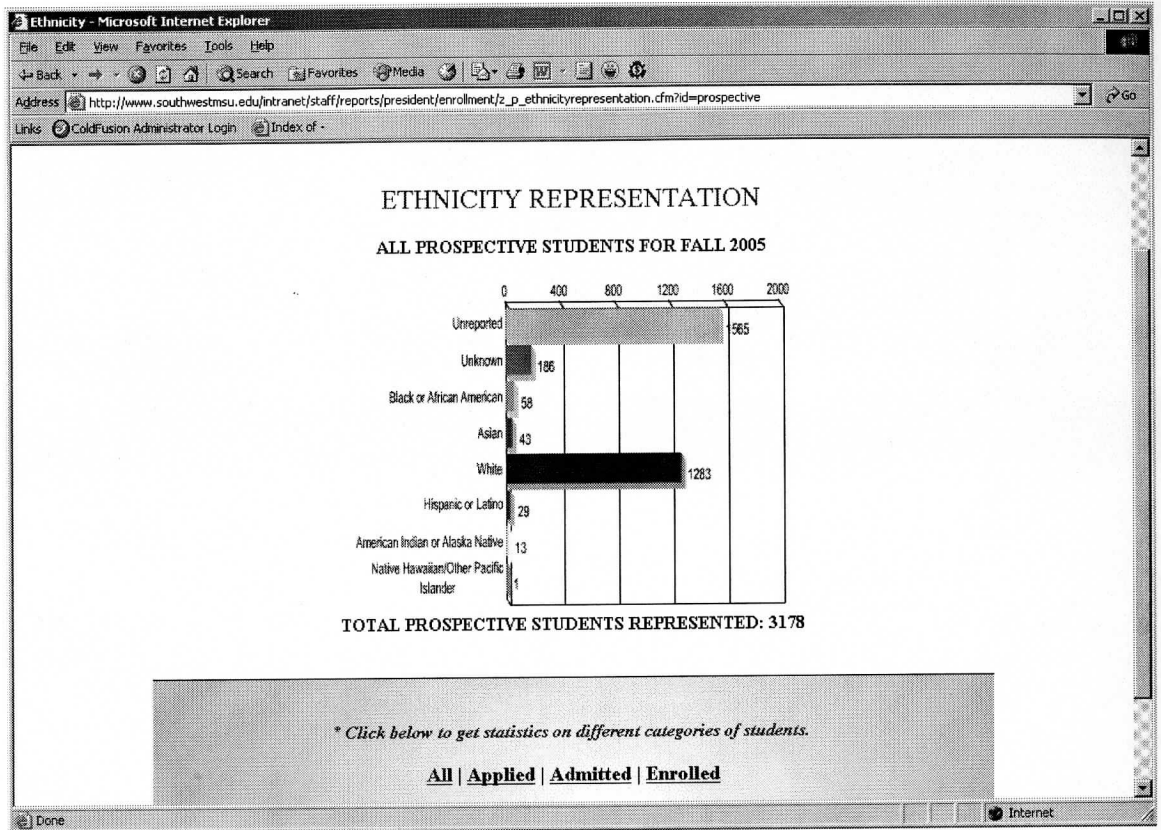 Ethnicity - Microsoft Internet Explorer
File Edit View Favorites Tools Help
Back Search Favorites Media
Address http://www.southwestmsu.edu/intranet/staff/reports/president/enrollment/z_p_ethnicityrepresentation.cfm?id=prospective Go
Links ColdFusion Administrator Login Index of -
ETHNICITY REPRESENTATION
ALL PROSPECTIVE STUDENTS FOR FALL 2005
0 400 800 1200 1600 2000
Unreported 1565
Unknown 186
Black or African American 58
Asian 43
White 1283
Hispanic or Latino 29
American Indian or Alaska Native 13
Native Hawaiian/Other Pacific
Islander 1
TOTAL PROSPECTIVE STUDENTS REPRESENTED: 3178
* Click below to get statistics on different categories of students.
All | Applied | Admitted | Enrolled
Done Internet